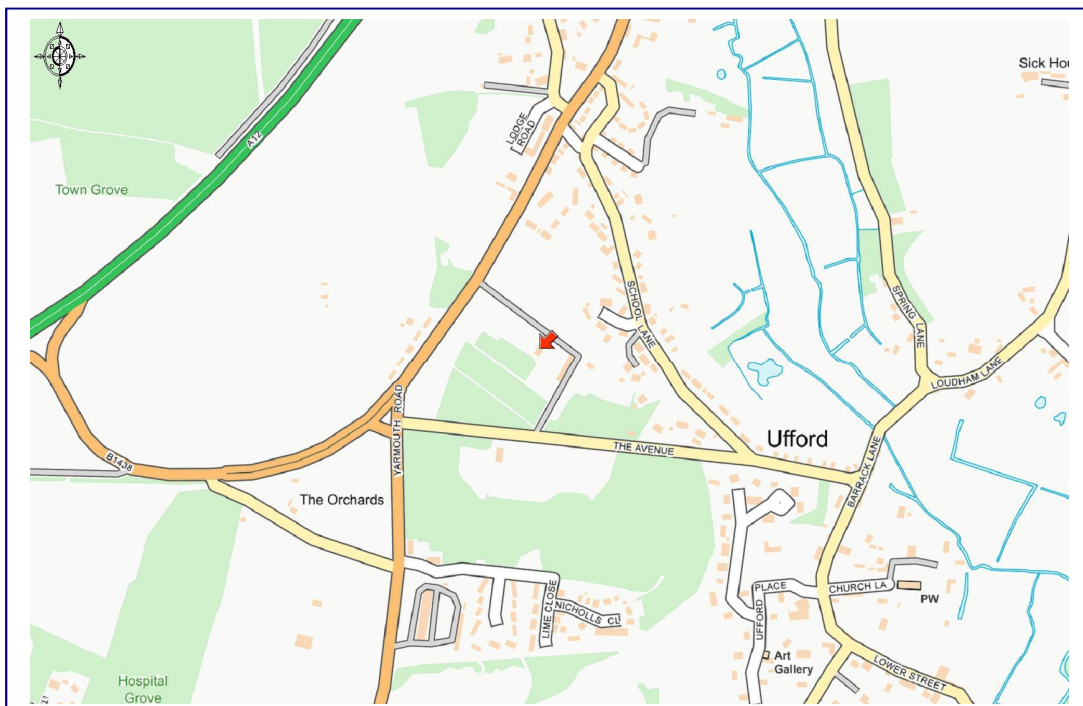 Sick Hou
LODGE
ROAD
A12
Town Grove
SCHOOL LANE
SPRING LANE
LOUDHAM LANE
YARMOUTH ROAD
THE AVENUE
Ufford
BARRACK LANE
B1438
The Orchards
PLACE
CHURCH LA
PW
LIME CLOSE
NICHOLLS CL
UFFORD
Art
Gallery
LOWER STREET
Hospital
Grove